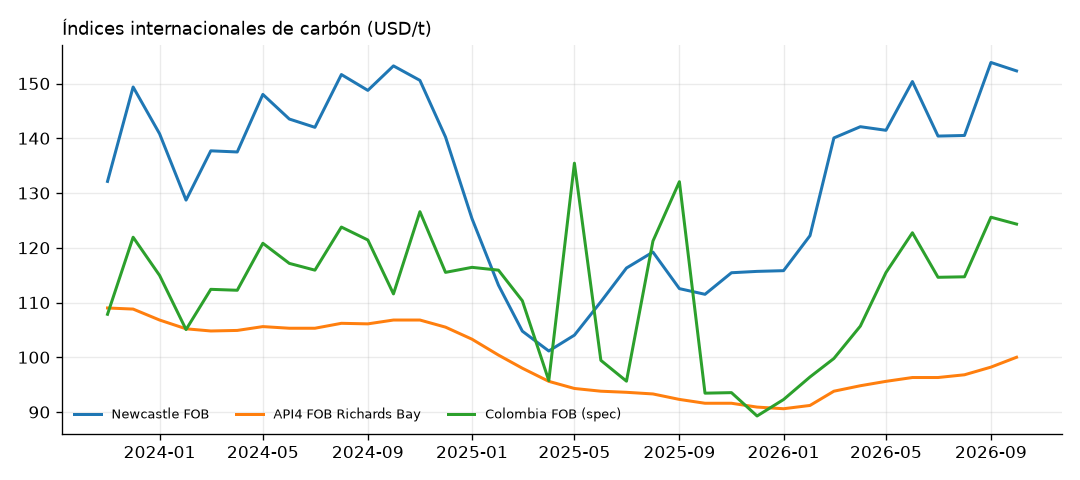 Índices internacionales de carbón (USD/t)
150
140
130
120
110
100
90
Newcastle FOB API4 FOB Richards Bay Colombia FOB (spec)
2024-01 2024-05 2024-09 2025-01 2025-05 2025-09 2026-01 2026-05 2026-09